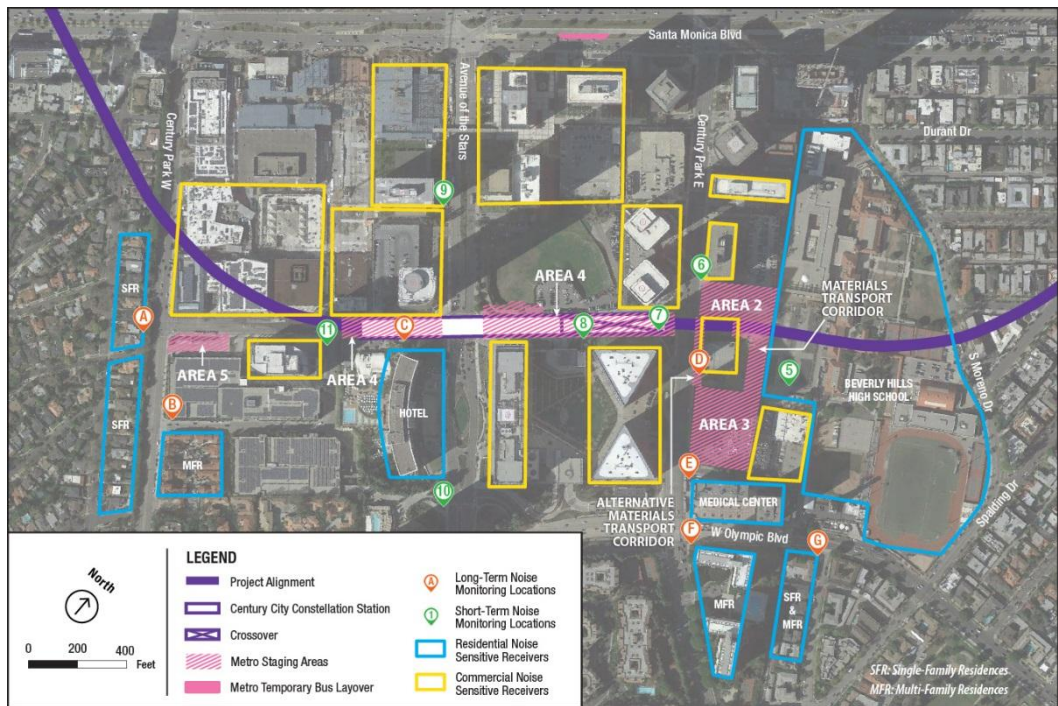 Santa Monica Blvd
Avenue of the Stars
Century Park W
Century Park E
Durant Dr
9
6
SFR
A
AREA 4
AREA 2
MATERIALS
TRANSPORT
CORRIDOR
11
C
8
7
AREA 5
AREA 4
D
5
S Moreno Dr
BEVERLY HILLS
HIGH SCHOOL
B
SFR
HOTEL
AREA 3
MFR
10
E
ALTERNATIVE
MATERIALS
TRANSPORT
CORRIDOR
MEDICAL CENTER
Spalding Dr
F
W Olympic Blvd
G
MFR
SFR
&
MFR
North
0 200 400
Feet
LEGEND
Project Alignment
Century City Constellation Station
Crossover
Metro Staging Areas
Metro Temporary Bus Layover
A
Long-Term Noise
Monitoring Locations
1
Short-Term Noise
Monitoring Locations
Residential Noise
Sensitive Receivers
Commercial Noise
Sensitive Receivers
SFR: Single-Family Residences
MFR: Multi-Family Residences